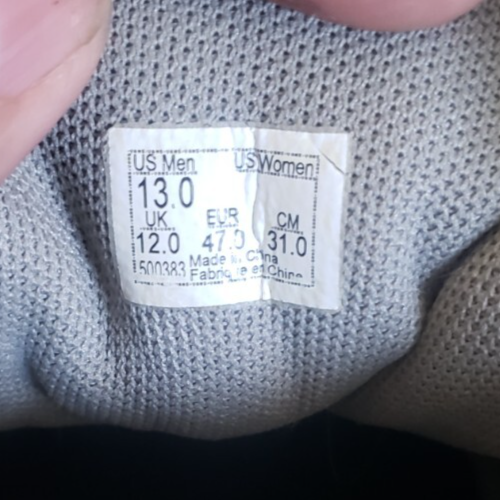 US Men US Women
13.0
UK EUR CM
12.0 47.0 31.0
500383 Made in China
Fabrique en Chine